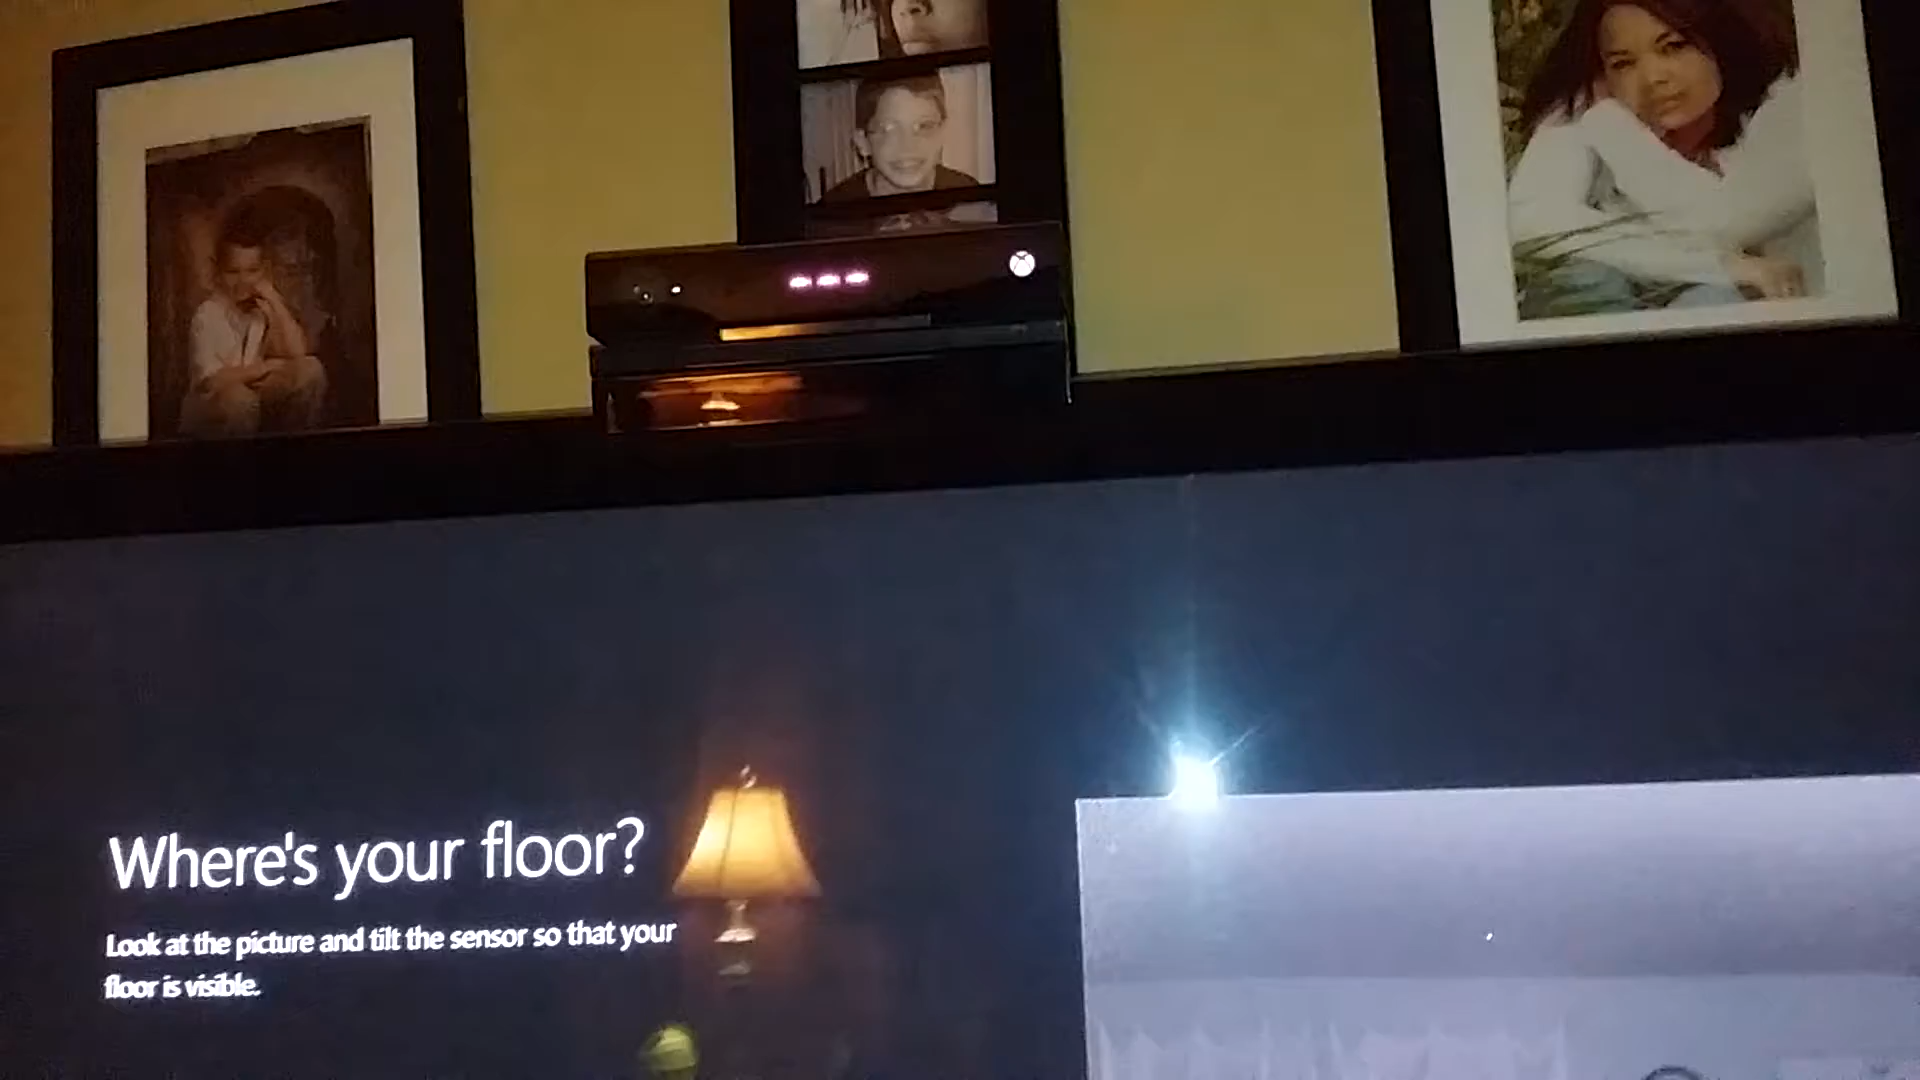 Where's your floor?
Look at the picture and tilt the sensor so that your
floor is visible.